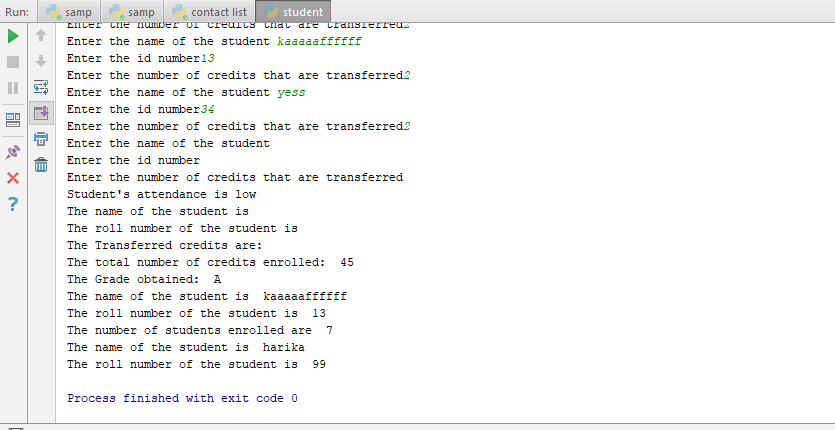 Run: samp samp contact list student
Enter the number of credits that are transferred2
Enter the name of the student kaaaaaffffff
Enter the id number13
Enter the number of credits that are transferred2
Enter the name of the student yess
Enter the id number34
Enter the number of credits that are transferred2
Enter the name of the student
Enter the id number
Enter the number of credits that are transferred
Student's attendance is low
The name of the student is
The roll number of the student is
The Transferred credits are:
The total number of credits enrolled:  45
The Grade obtained:  A
The name of the student is  kaaaaaffffff
The roll number of the student is  13
The number of students enrolled are  7
The name of the student is  harika
The roll number of the student is  99
Process finished with exit code 0